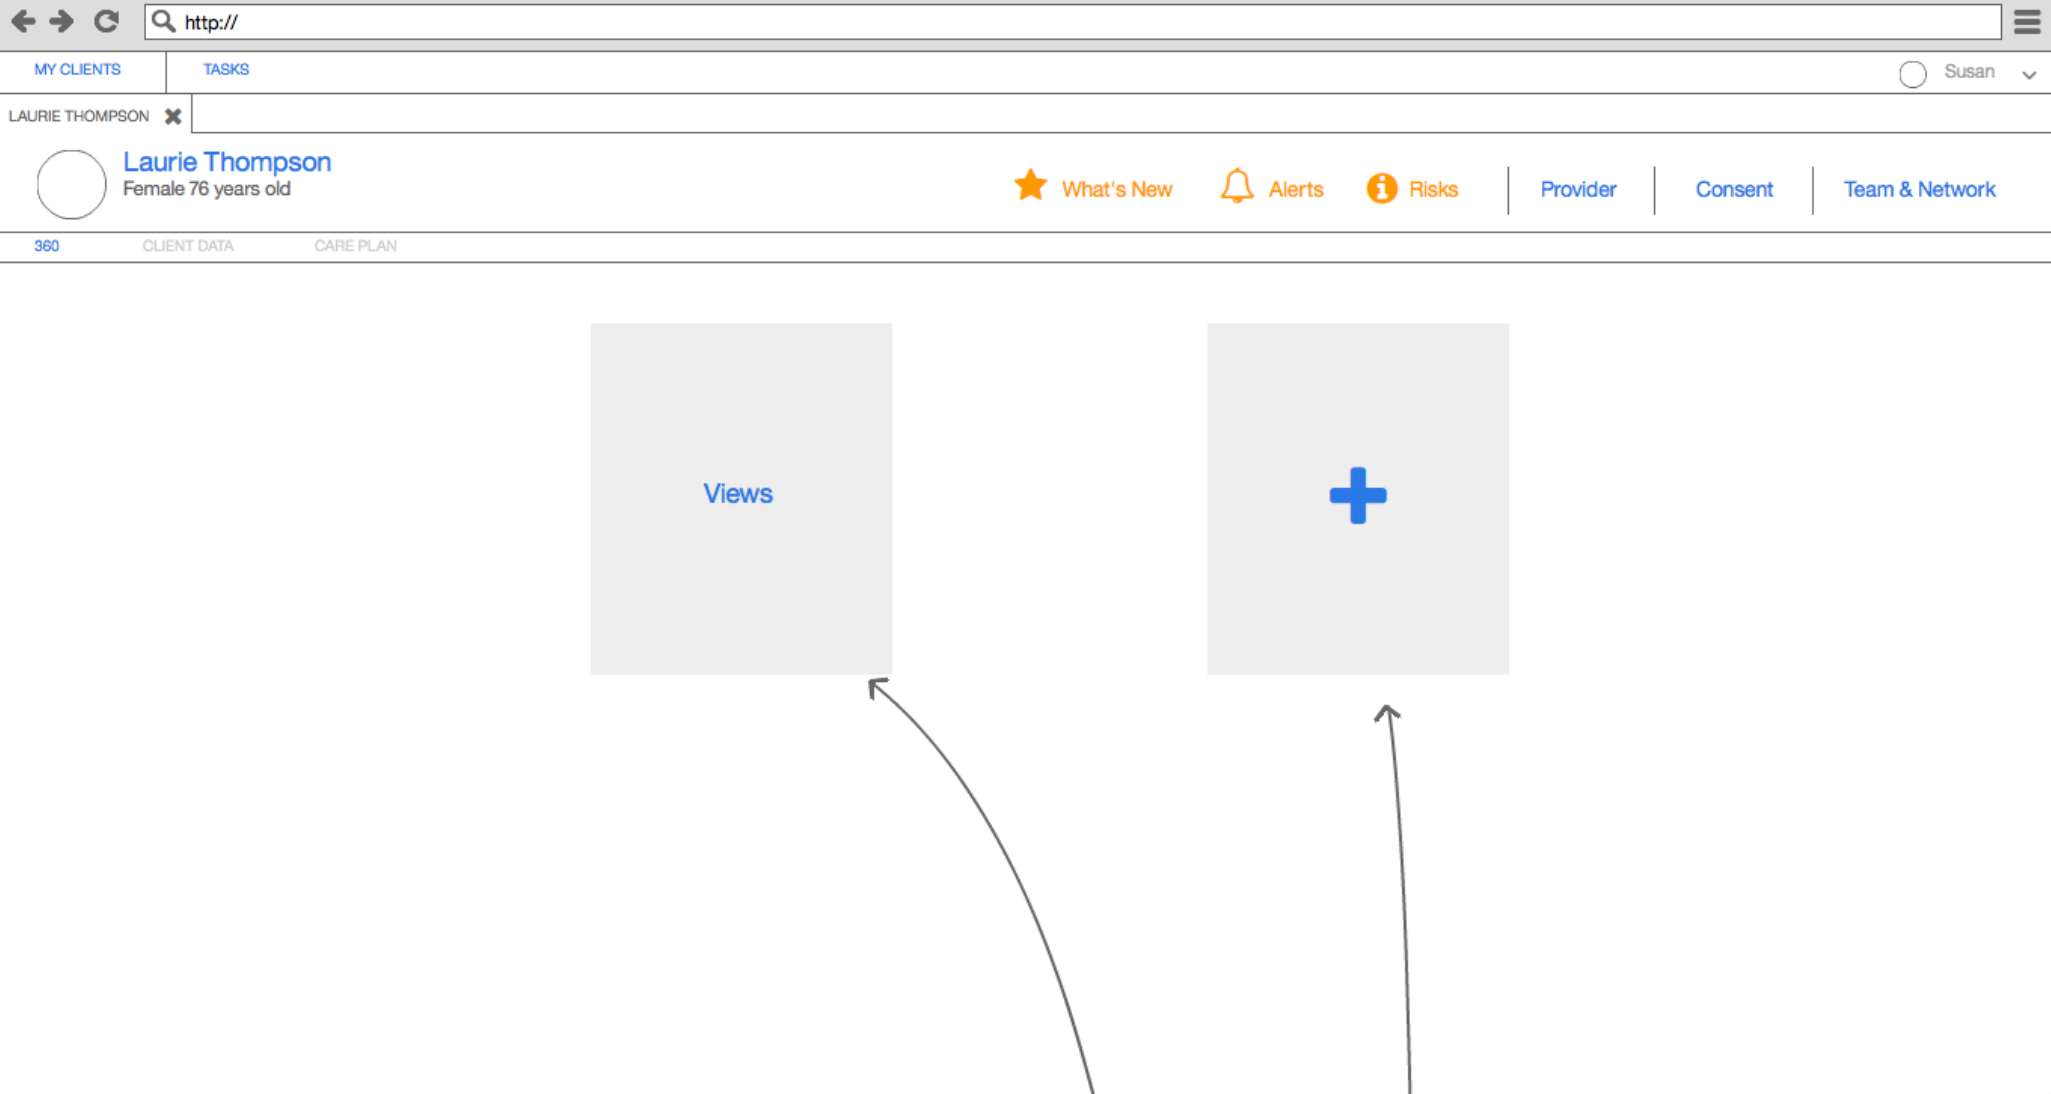 http://
MY CLIENTS TASKS Susan
LAURIE THOMPSON
Laurie Thompson
Female 76 years old
What's New Alerts Risks Provider Consent Team & Network
360 CLIENT DATA CARE PLAN
Views